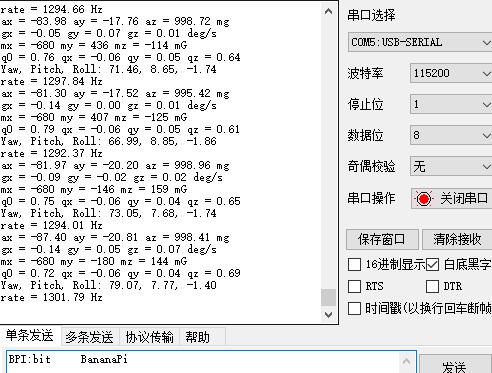 rate = 1294.66 Hz
ax = -83.98 ay = -17.76 az = 998.72 mg
gx = -0.05 gy = 0.07 gz = 0.01 deg/s
mx = -680 my = 436 mz = -114 mG
q0 = 0.76 qx = -0.06 qy = 0.05 qz = 0.64
Yaw, Pitch, Roll: 71.46, 8.65, -1.74
rate = 1297.84 Hz
ax = -81.30 ay = -17.52 az = 995.42 mg
gx = -0.14 gy = 0.00 gz = 0.01 deg/s
mx = -680 my = 407 mz = -125 mG
q0 = 0.79 qx = -0.06 qy = 0.05 qz = 0.61
Yaw, Pitch, Roll: 66.99, 8.85, -1.86
rate = 1292.37 Hz
ax = -81.97 ay = -20.20 az = 998.96 mg
gx = -0.09 gy = -0.02 gz = 0.02 deg/s
mx = -680 my = -146 mz = 159 mG
q0 = 0.75 qx = -0.06 qy = 0.04 qz = 0.65
Yaw, Pitch, Roll: 73.05, 7.68, -1.74
rate = 1294.01 Hz
ax = -87.40 ay = -20.81 az = 998.41 mg
gx = -0.14 gy = 0.05 gz = 0.07 deg/s
mx = -680 my = -180 mz = 144 mG
q0 = 0.72 qx = -0.06 qy = 0.04 qz = 0.69
Yaw, Pitch, Roll: 79.07, 7.77, -1.40
rate = 1301.79 Hz
串口选择
COM5:USB-SERIAL
波特率 115200
停止位 1
数据位 8
奇偶校验 无
串口操作 关闭串口
保存窗口 清除接收
16进制显示 白底黑字
RTS DTR
时间戳(以换行回车断帧
单条发送 多条发送 协议传输 帮助
BPI:bit BananaPi
发送